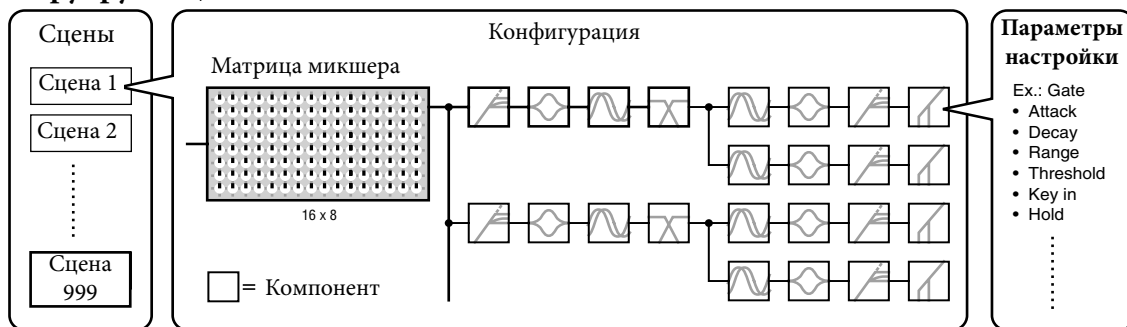 Сцены
Сцена 1
Сцена 2
Сцена
999
Конфигурация
Матрица микшера
16 x 8
= Компонент
Параметры
настройки
Ex.: Gate
• Attack
• Decay
• Range
• Threshold
• Key in
• Hold